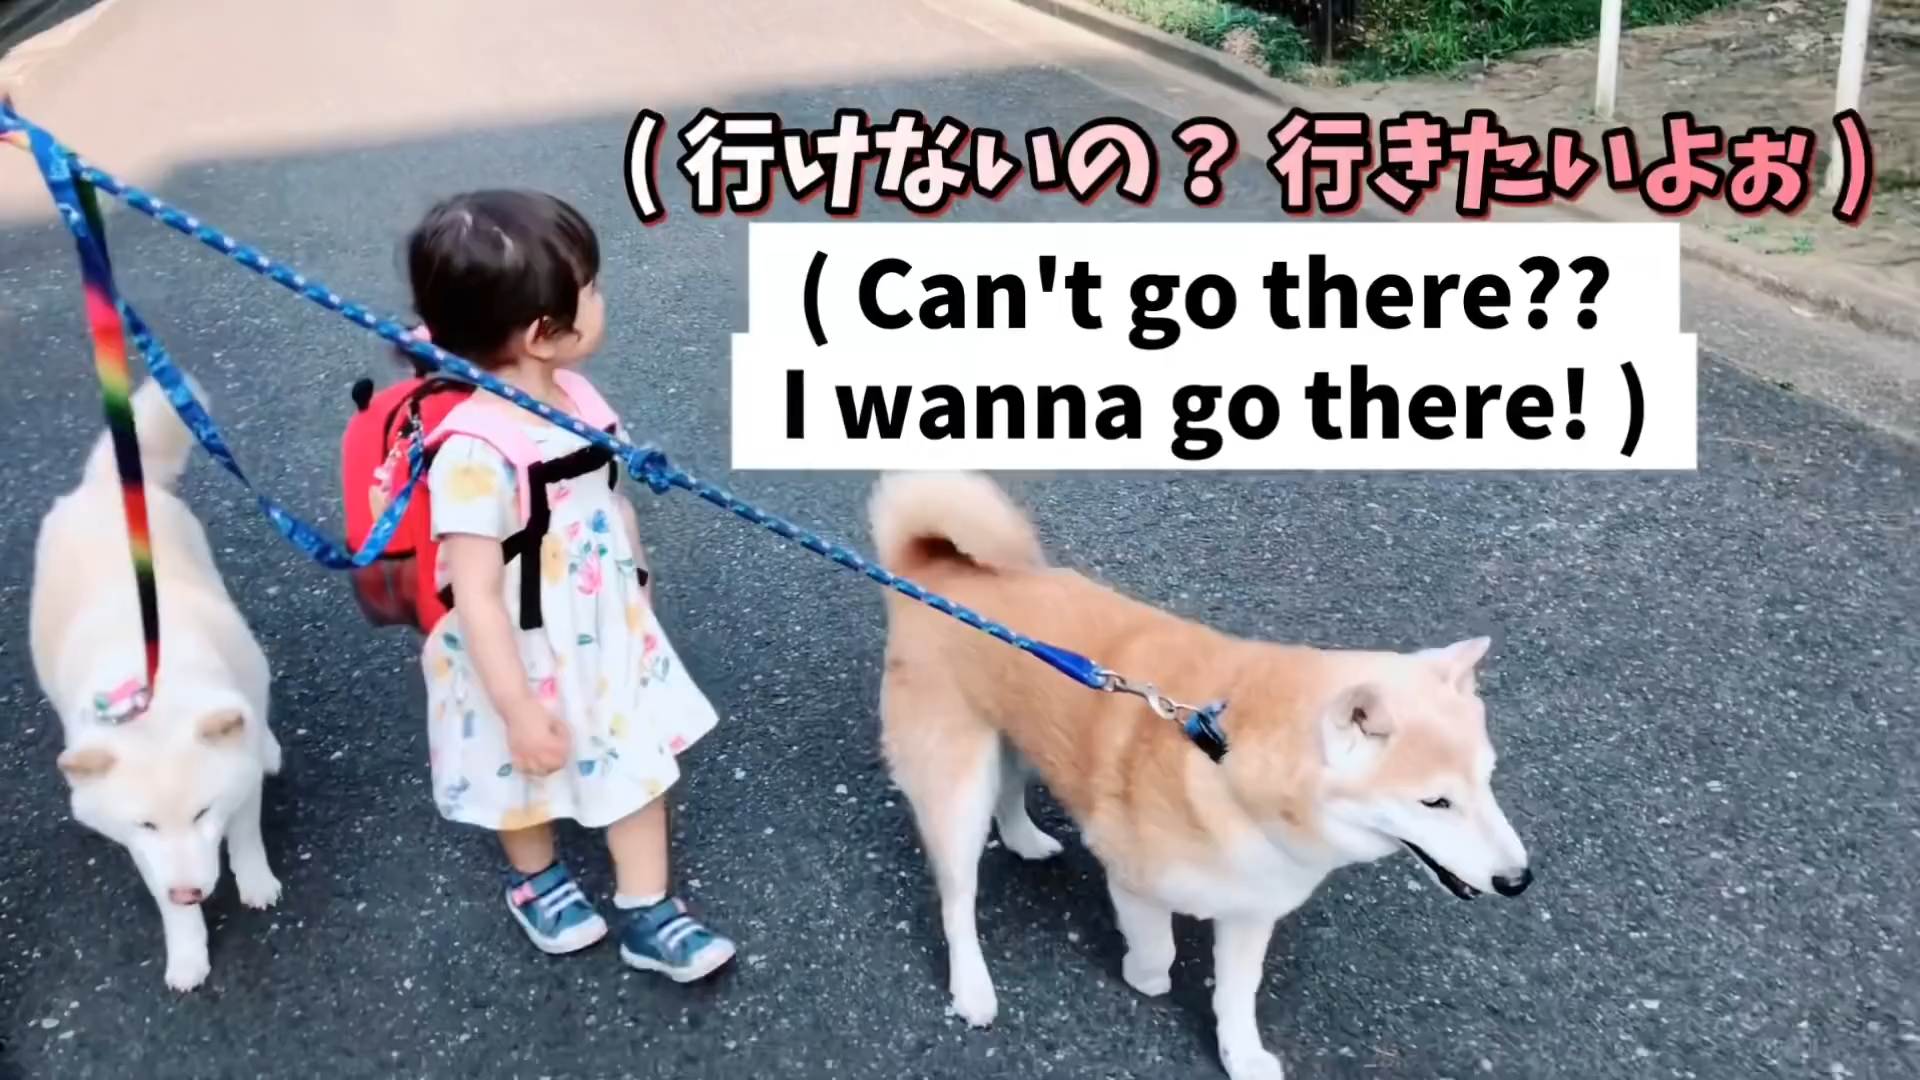 ( 行けないの？ 行きたいよぉ )
( Can't go there??
I wanna go there! )